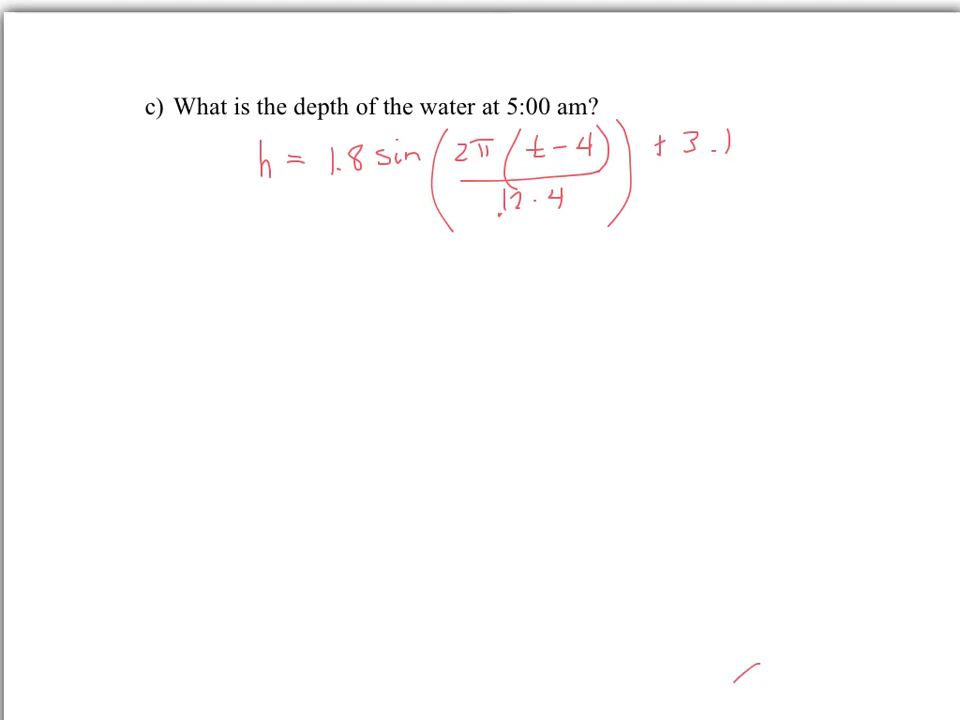 c) What is the depth of the water at 5:00 am?
h = 1.8 sin (2π (t - 4) / 12.4) + 3.1